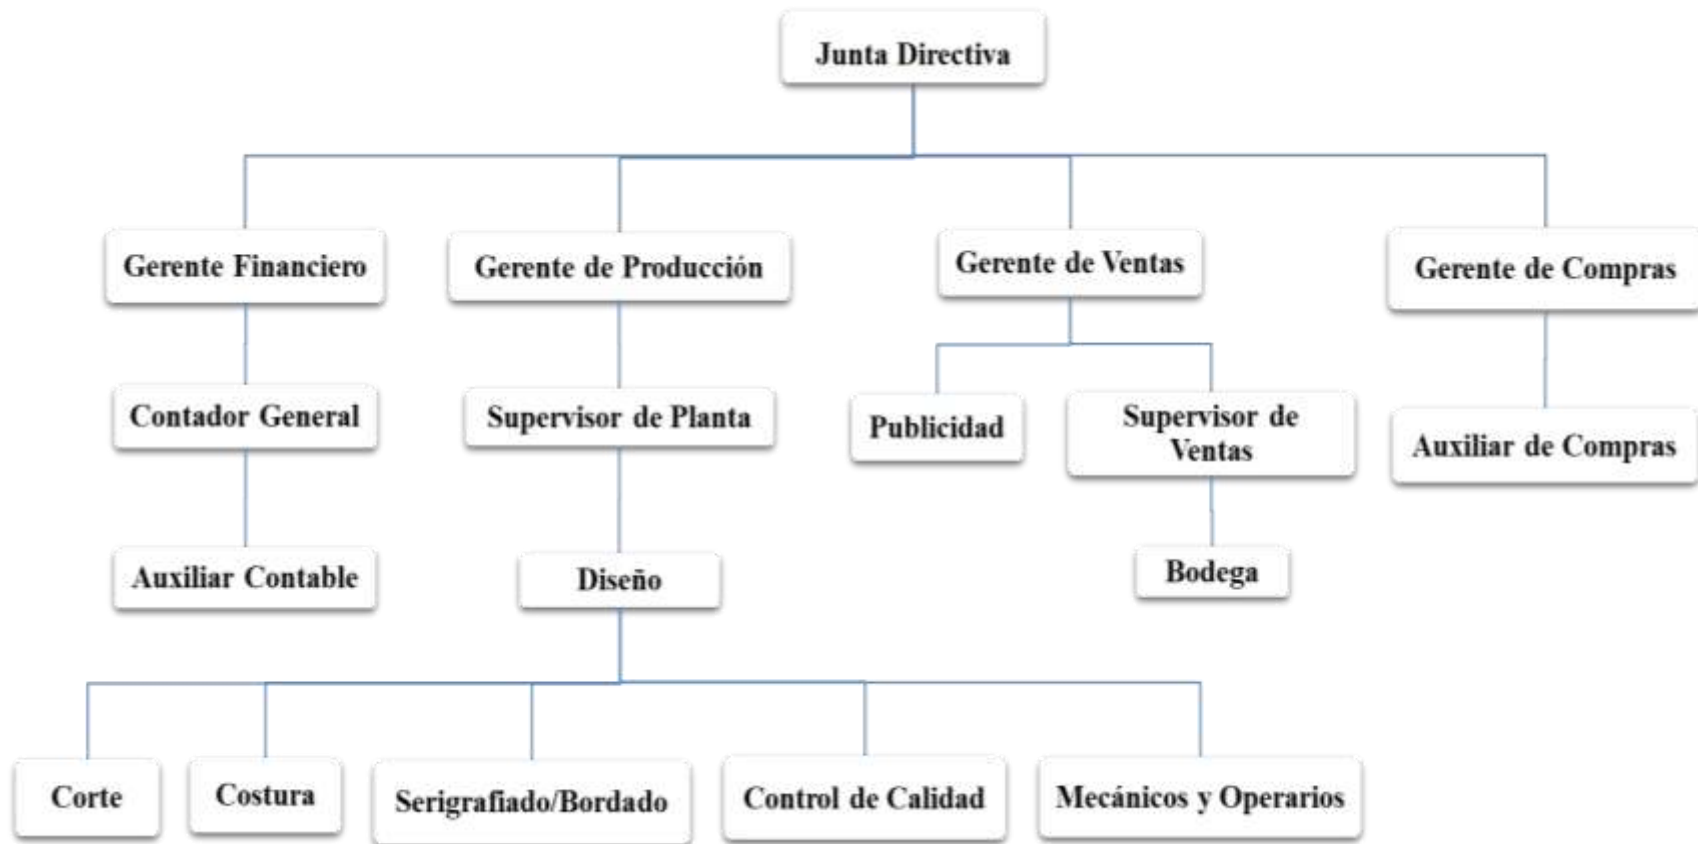 Junta Directiva
Gerente Financiero
Gerente de Producción
Gerente de Ventas
Gerente de Compras
Contador General
Supervisor de Planta
Publicidad
Supervisor de
Ventas
Auxiliar de Compras
Auxiliar Contable
Diseño
Bodega
Corte
Costura
Serigrafiado/Bordado
Control de Calidad
Mecánicos y Operarios